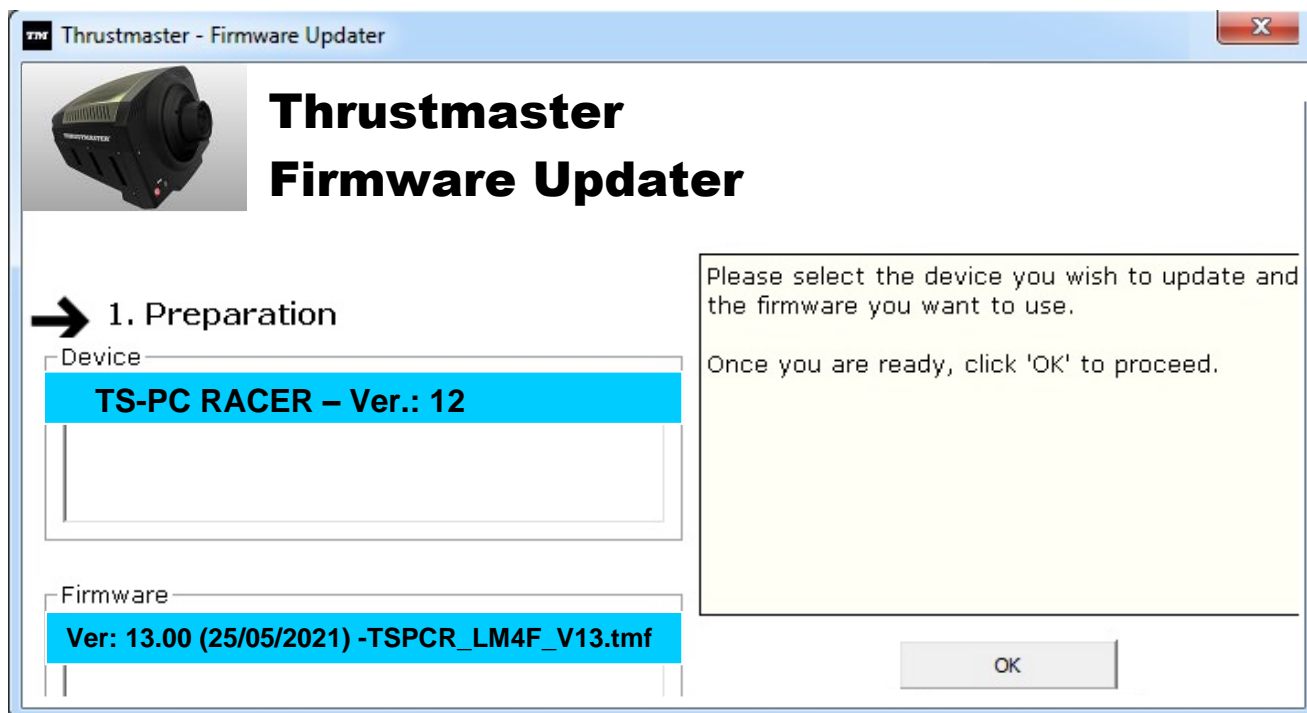 TM Thrustmaster - Firmware Updater
THRUSTMASTER
Thrustmaster
Firmware Updater
1. Preparation
Device
TS-PC RACER – Ver.: 12
Firmware
Ver: 13.00 (25/05/2021) -TSPCR_LM4F_V13.tmf
Please select the device you wish to update and
the firmware you want to use.
Once you are ready, click 'OK' to proceed.
OK